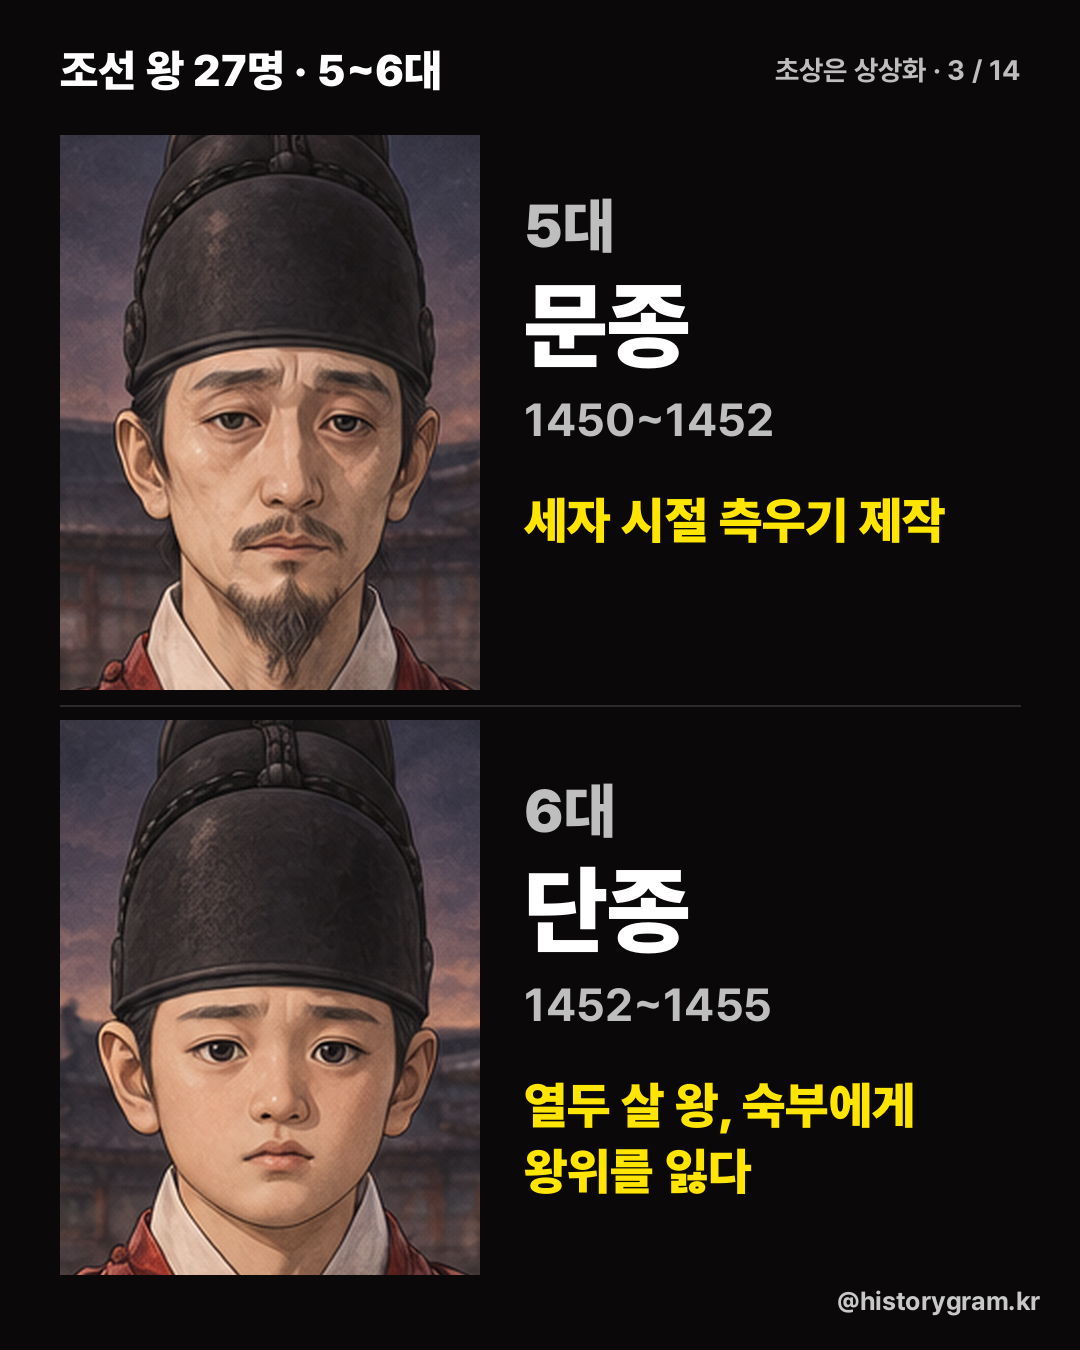 조선 왕 27명 · 5~6대
초상은 상상화 · 3 / 14
5대
문종
1450~1452
세자 시절 측우기 제작
6대
단종
1452~1455
열두 살 왕, 숙부에게
왕위를 잃다
@historygram.kr